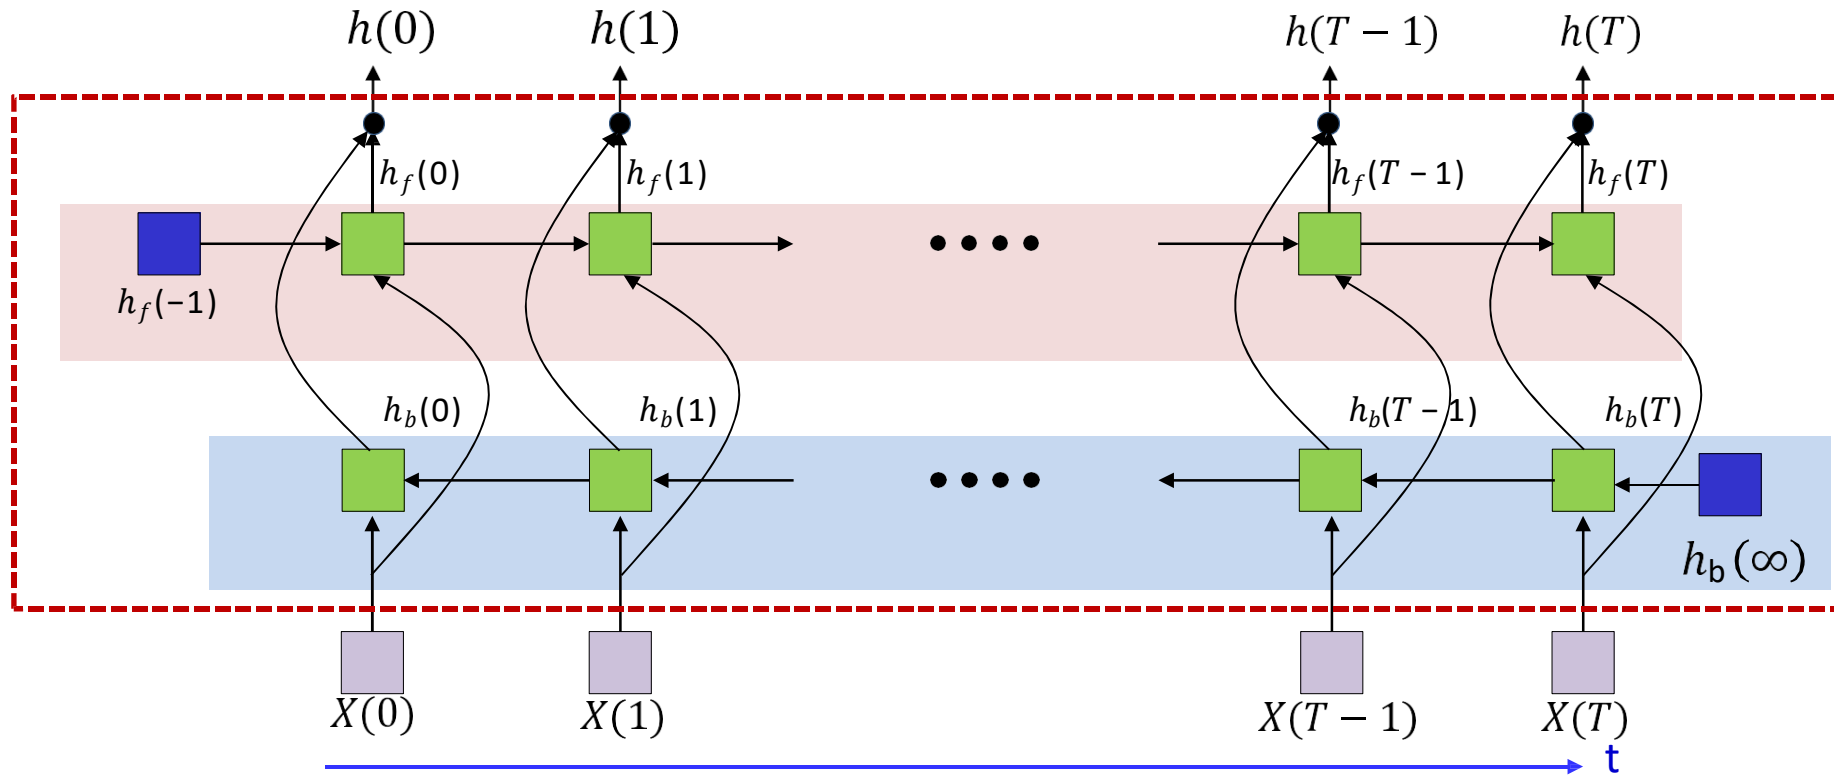 h(0) h(1) h(T − 1) h(T)
h_f(0) h_f(1) h_f(T − 1) h_f(T)
h_f(−1)
h_b(0) h_b(1) h_b(T − 1) h_b(T)
h_b(∞)
X(0) X(1) X(T − 1) X(T)
t